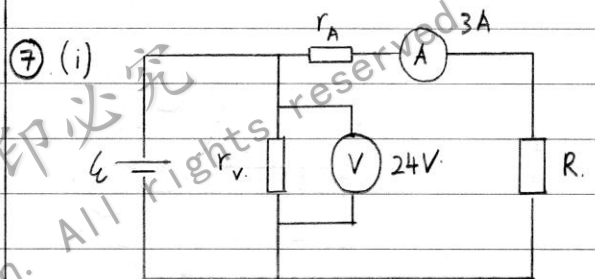 ⑦ (i)
r_A
A
3A
ε
r_v.
V
24V.
R.
印必究
All rights reserved